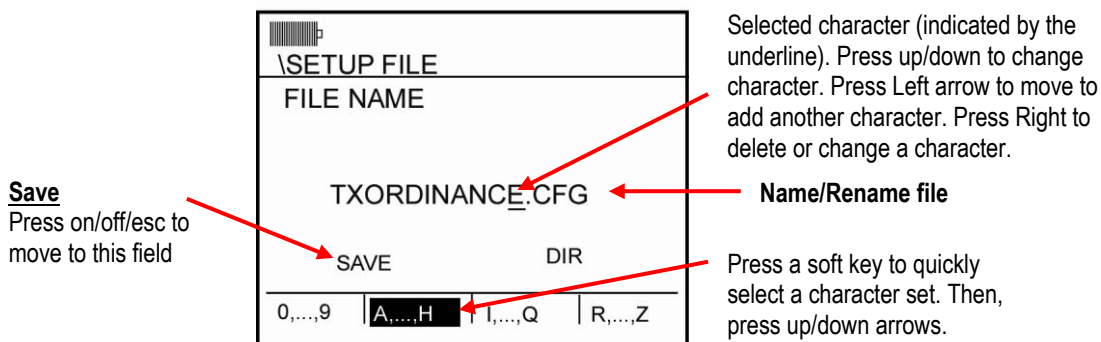 \SETUP FILE
FILE NAME
TXORDINANCE.CFG
SAVE
DIR
0,...,9
A,...,H
I,...,Q
R,...,Z
Save
Press on/off/esc to
move to this field
Selected character (indicated by the
underline). Press up/down to change
character. Press Left arrow to move to
add another character. Press Right to
delete or change a character.
Name/Rename file
Press a soft key to quickly
select a character set. Then,
press up/down arrows.